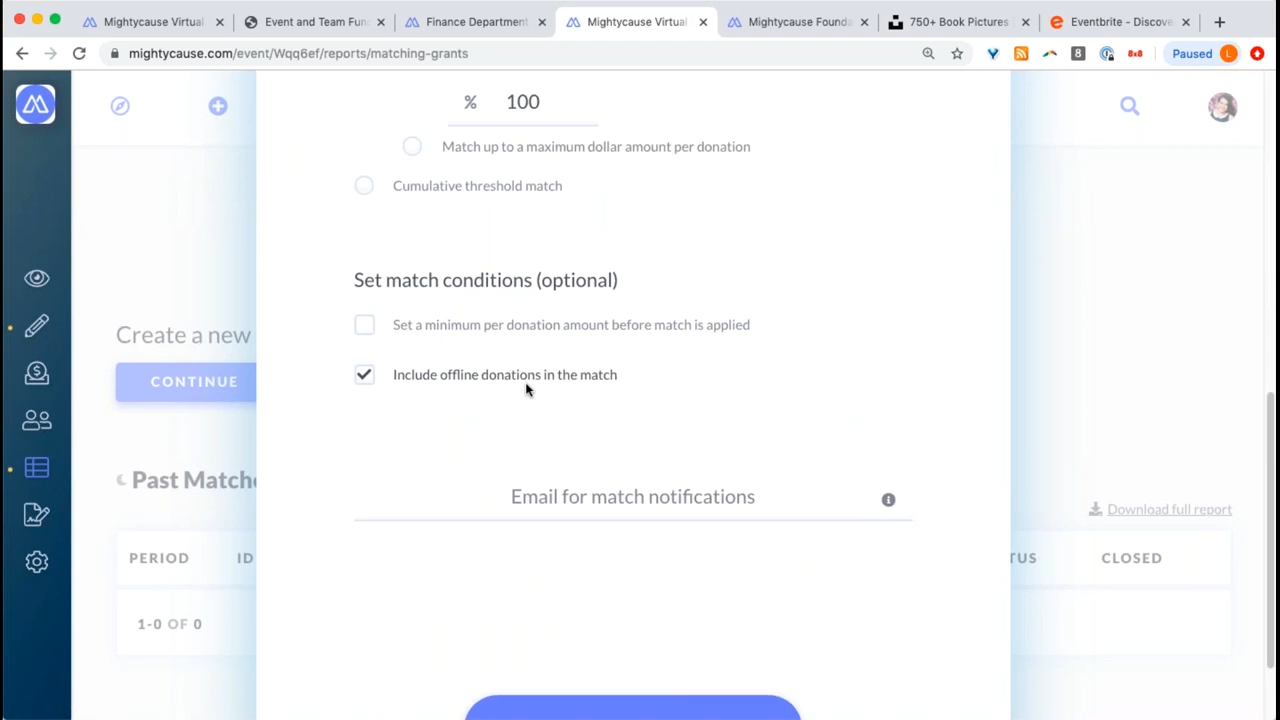 Mightycause Virtual
Event and Team Fun
Finance Department
Mightycause Virtual
Mightycause Founda
750+ Book Pictures
Eventbrite - Discove
mightycause.com/event/Wqq6ef/reports/matching-grants
8
8x8
Paused
L
% 100
Match up to a maximum dollar amount per donation
Cumulative threshold match
Set match conditions (optional)
Set a minimum per donation amount before match is applied
Create a new
CONTINUE
Include offline donations in the match
Past Matche
Email for match notifications
Download full report
PERIOD ID TUS CLOSED
1-0 OF 0